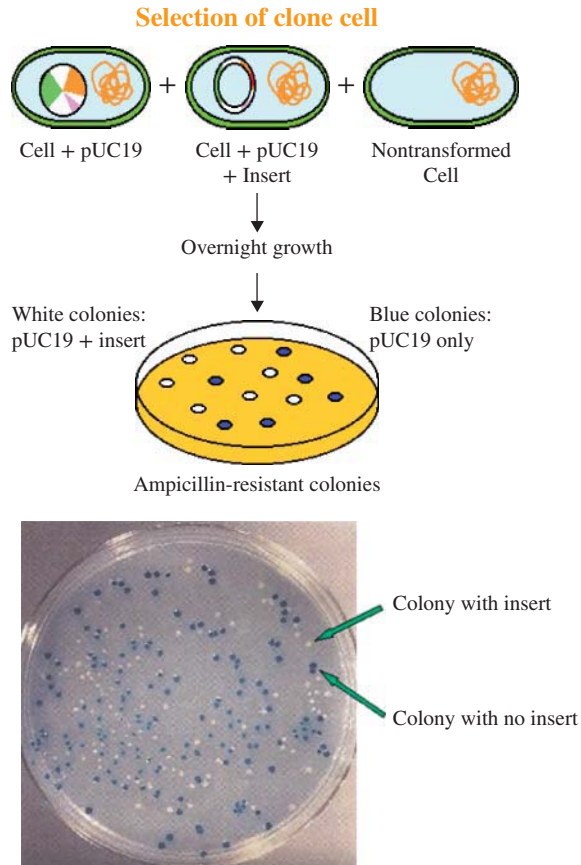 Selection of clone cell
+ +
Cell + pUC19
Cell + pUC19
+ Insert
Nontransformed
Cell
Overnight growth
White colonies:
pUC19 + insert
Blue colonies:
pUC19 only
Ampicillin-resistant colonies
Colony with insert
Colony with no insert